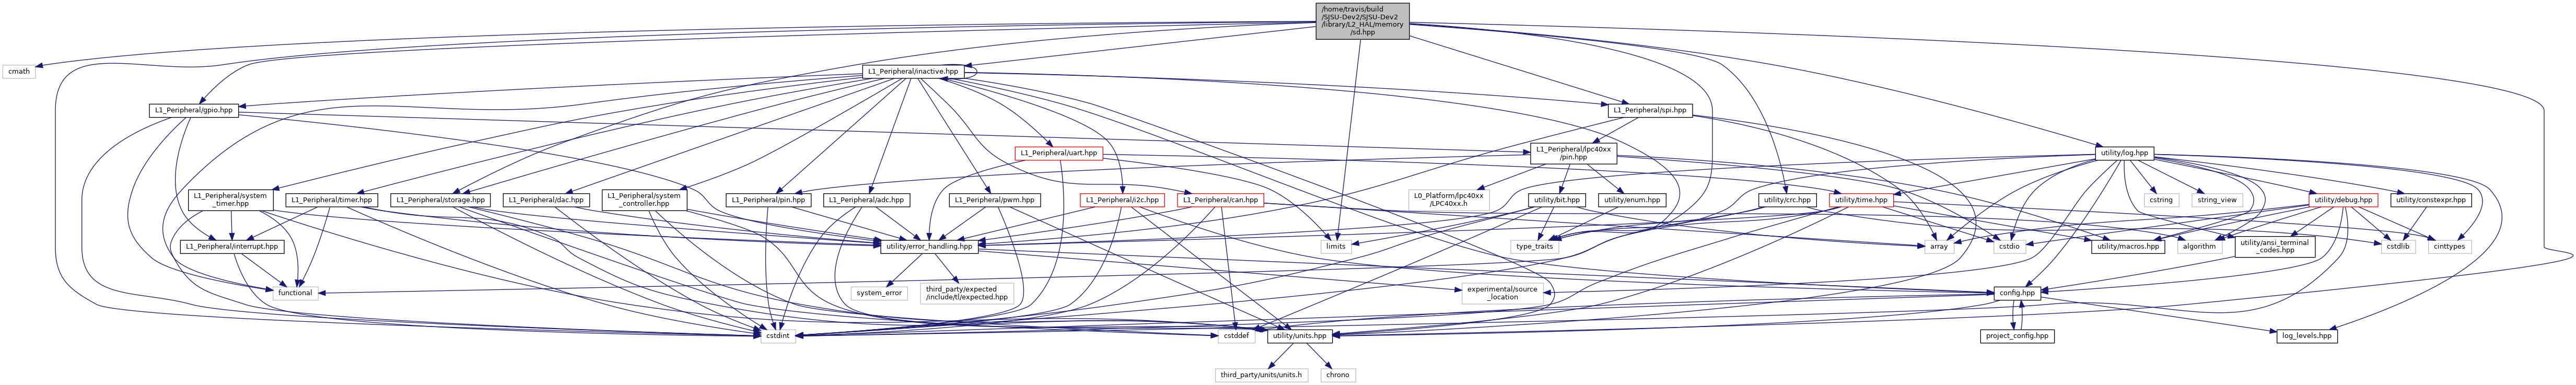 /home/travis/build
/SJSU-Dev2/SJSU-Dev2
/library/L2_HAL/memory
/sd.hpp
cmath
L1_Peripheral/inactive.hpp
L1_Peripheral/gpio.hpp
L1_Peripheral/spi.hpp
L1_Peripheral/uart.hpp
L1_Peripheral/lpc40xx
/pin.hpp
utility/log.hpp
L1_Peripheral/system
_timer.hpp
L1_Peripheral/timer.hpp
L1_Peripheral/storage.hpp
L1_Peripheral/dac.hpp
L1_Peripheral/system
_controller.hpp
L1_Peripheral/pin.hpp
L1_Peripheral/adc.hpp
L1_Peripheral/pwm.hpp
L1_Peripheral/i2c.hpp
L1_Peripheral/can.hpp
L0_Platform/lpc40xx
/LPC40xx.h
utility/bit.hpp
utility/enum.hpp
utility/crc.hpp
utility/time.hpp
cstring
string_view
utility/debug.hpp
utility/constexpr.hpp
L1_Peripheral/interrupt.hpp
utility/error_handling.hpp
limits
type_traits
array
cstdio
utility/macros.hpp
algorithm
utility/ansi_terminal
_codes.hpp
cstdlib
cinttypes
functional
system_error
third_party/expected
/include/tl/expected.hpp
experimental/source
_location
config.hpp
cstdint
cstddef
utility/units.hpp
project_config.hpp
log_levels.hpp
third_party/units/units.h
chrono